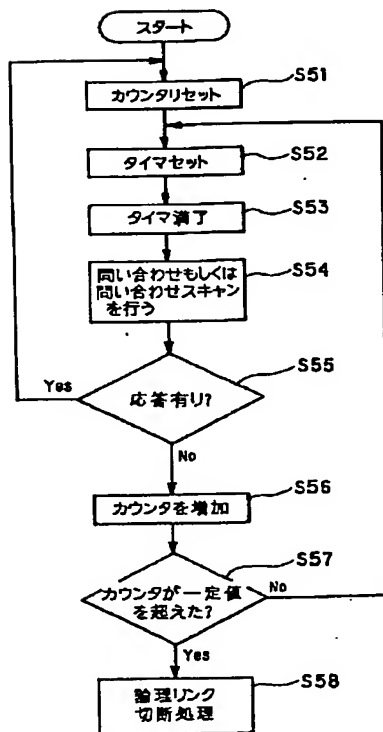 スタート
カウンタリセット
S51
タイマセット
S52
タイマ満了
S53
問い合わせもしくは
問い合わせスキャン
を行う
S54
応答有り?
S55
Yes
No
カウンタを増加
S56
カウンタが一定値
を超えた?
S57
No
Yes
論理リンク
切断処理
S58